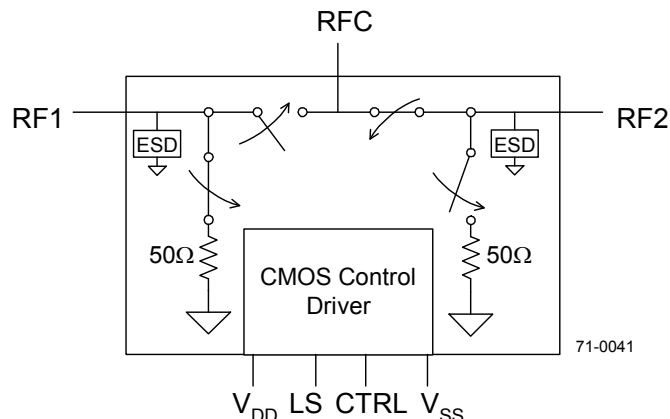 RFC
RF1
RF2
ESD
ESD
50Ω
50Ω
CMOS Control
Driver
71-0041
VDD LS CTRL VSS